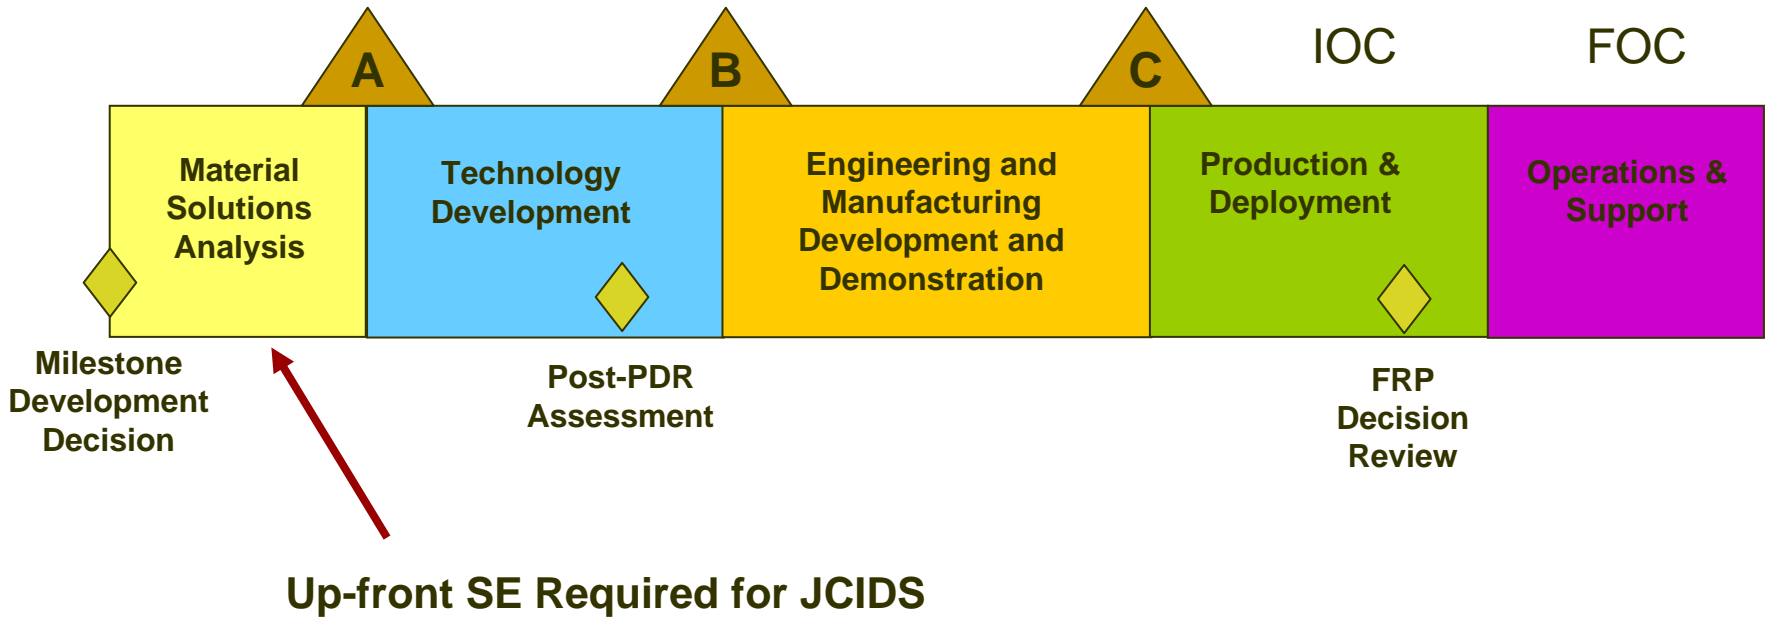 A
B
C
IOC
FOC
Material
Solutions
Analysis
Technology
Development
Engineering and
Manufacturing
Development and
Demonstration
Production &
Deployment
Operations &
Support
Milestone
Development
Decision
Post-PDR
Assessment
FRP
Decision
Review
Up-front SE Required for JCIDS